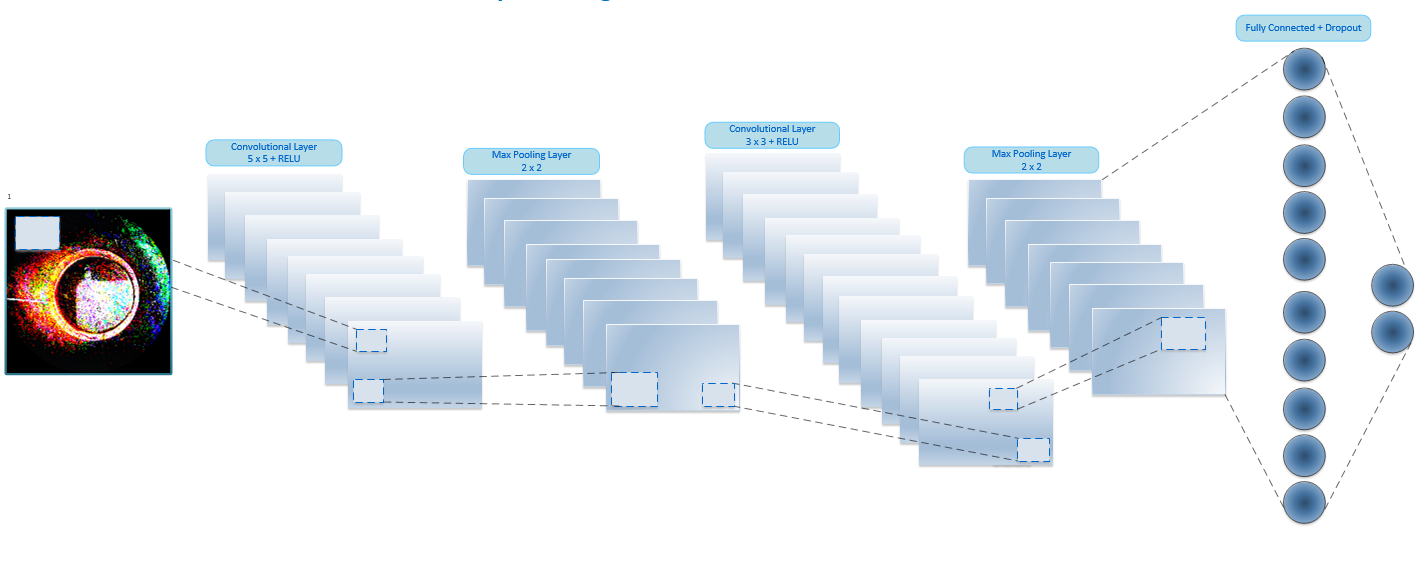 Fully Connected + Dropout
Convolutional Layer
3 x 3 + RELU
Convolutional Layer
5 x 5 + RELU
Max Pooling Layer
2 x 2
Max Pooling Layer
2 x 2
1